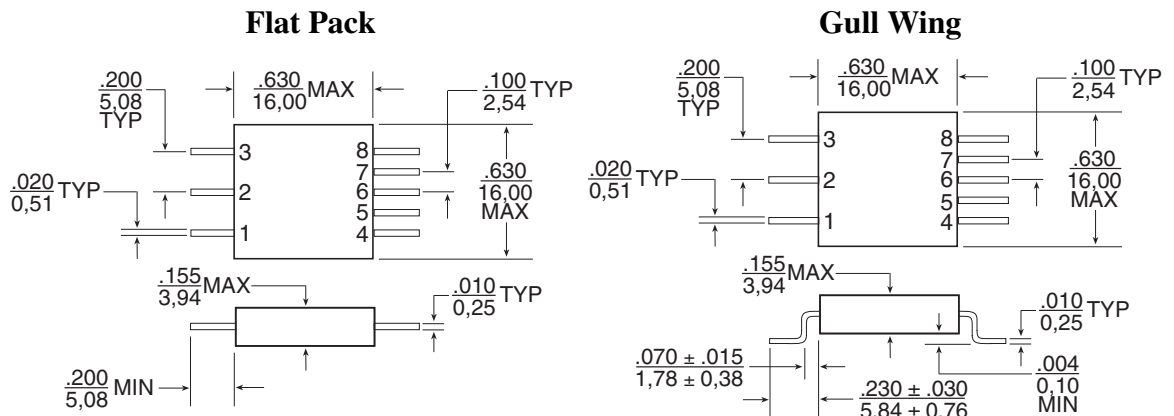 Flat Pack
.200
5,08
TYP
.630
16,00 MAX
.100
2,54 TYP
3
8
7
2
6
5
1
4
.020
0,51 TYP
.630
16,00
MAX
.155
3,94 MAX
.010
0,25 TYP
.200
5,08 MIN
Gull Wing
.200
5,08
TYP
.630
16,00 MAX
.100
2,54 TYP
3
8
7
2
6
5
1
4
.020
0,51 TYP
.630
16,00
MAX
.155
3,94 MAX
.010
0,25 TYP
.070 ± .015
1,78 ± 0,38
.230 ± .030
5,84 ± 0,76
.004
0,10
MIN